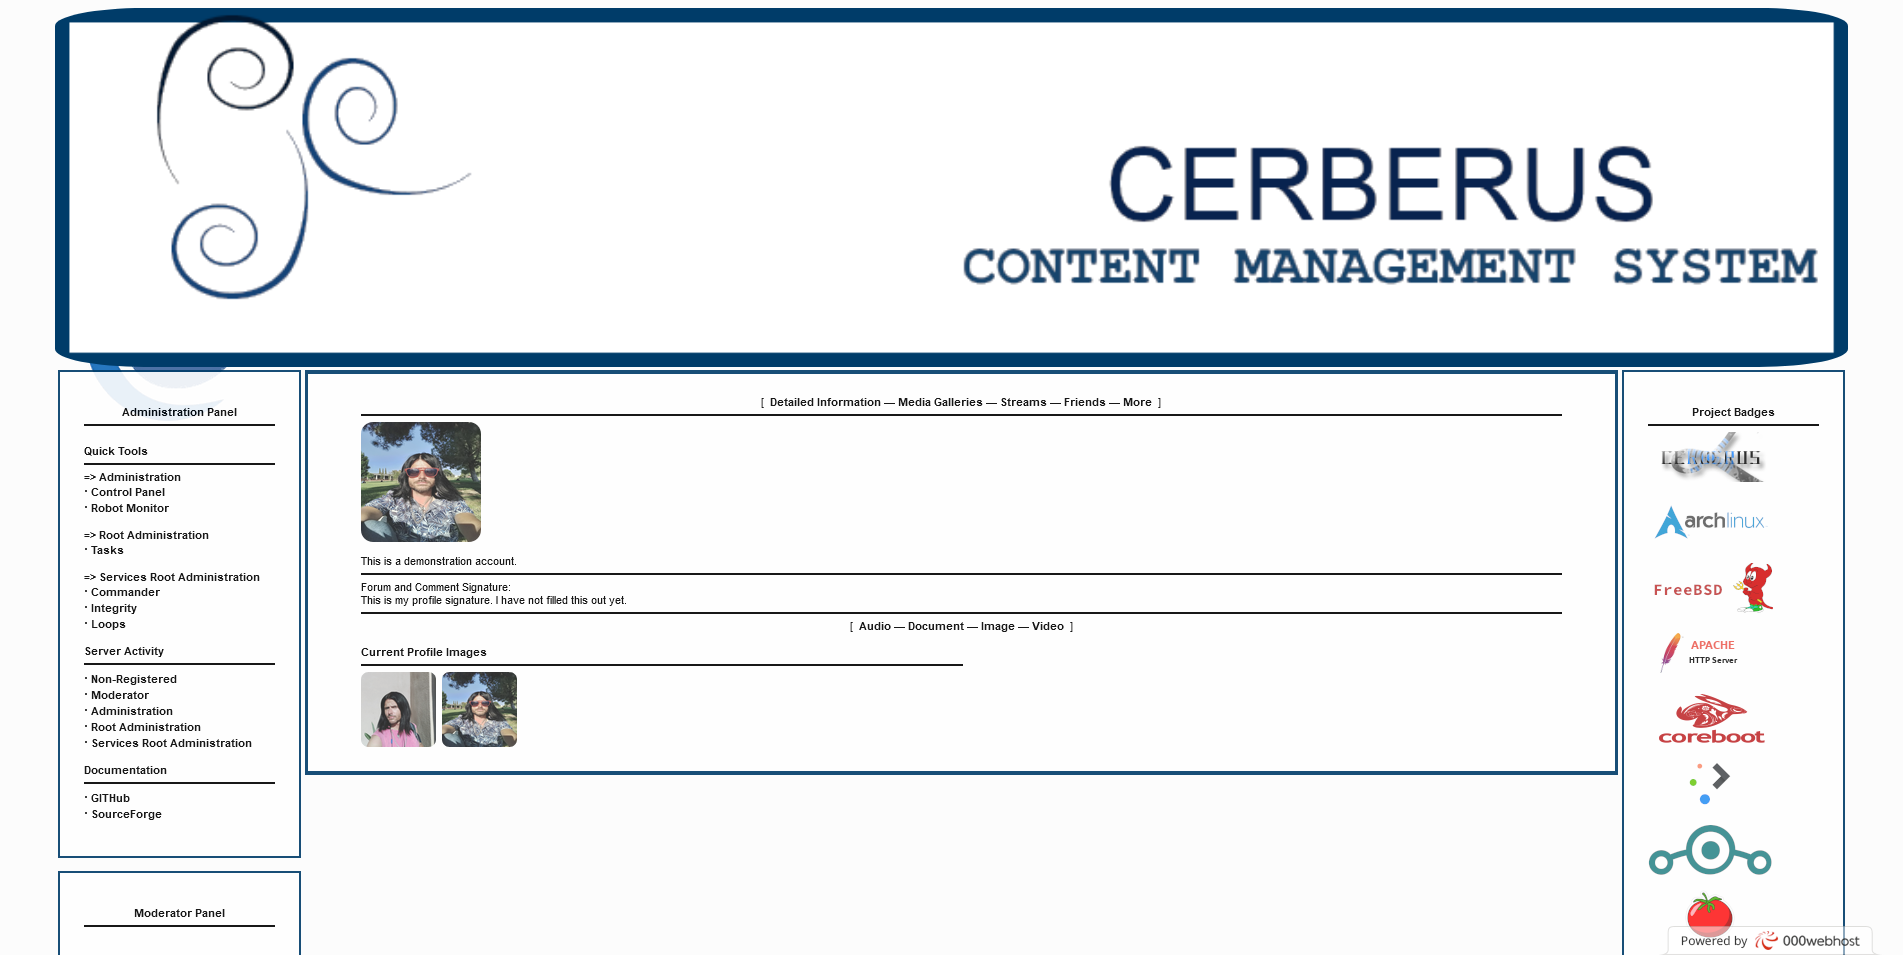 CERBERUS
CONTENT MANAGEMENT SYSTEM
Administration Panel
Quick Tools
=> Administration
· Control Panel
· Robot Monitor
=> Root Administration
· Tasks
=> Services Root Administration
· Commander
· Integrity
· Loops
Server Activity
· Non-Registered
· Moderator
· Administration
· Root Administration
· Services Root Administration
Documentation
· GITHub
· SourceForge
Moderator Panel
[ Detailed Information — Media Galleries — Streams — Friends — More ]
This is a demonstration account.
Forum and Comment Signature:
This is my profile signature. I have not filled this out yet.
[ Audio — Document — Image — Video ]
Current Profile Images
Project Badges
CERBERUS
archlinux
FreeBSD
APACHE
HTTP Server
coreboot
Powered by 000webhost